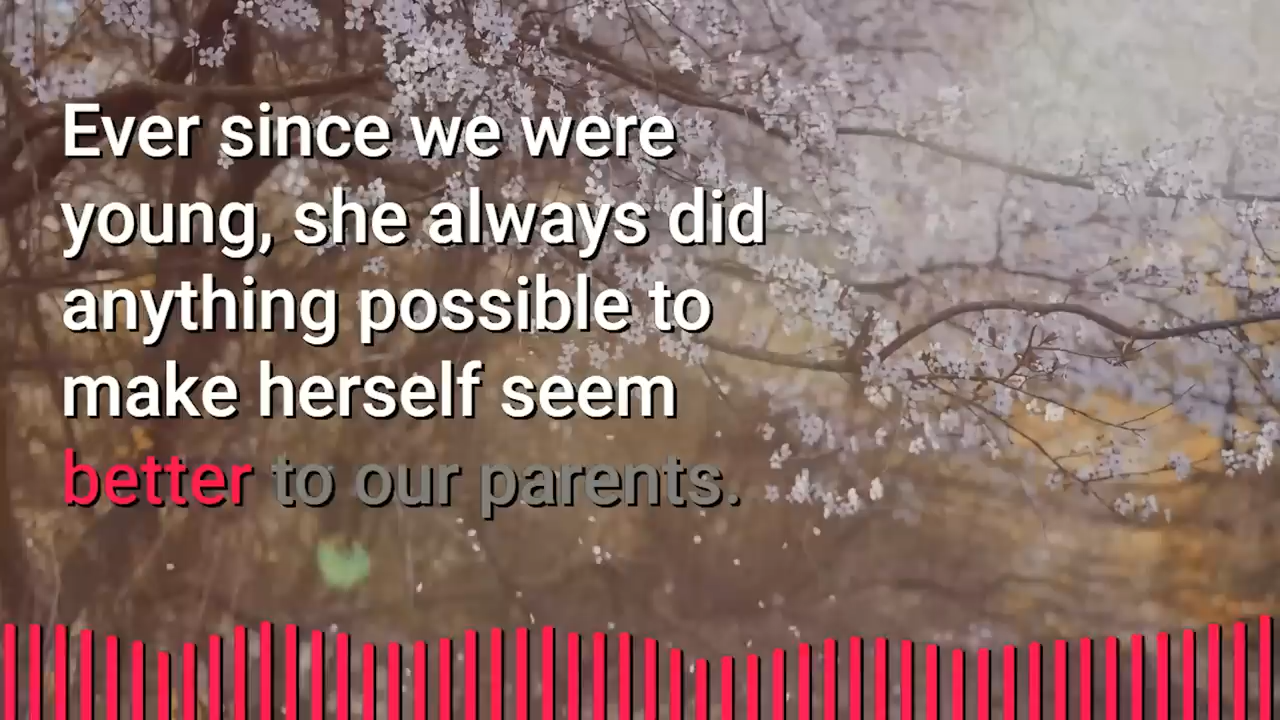 Ever since we were
young, she always did
anything possible to
make herself seem
better to our parents.